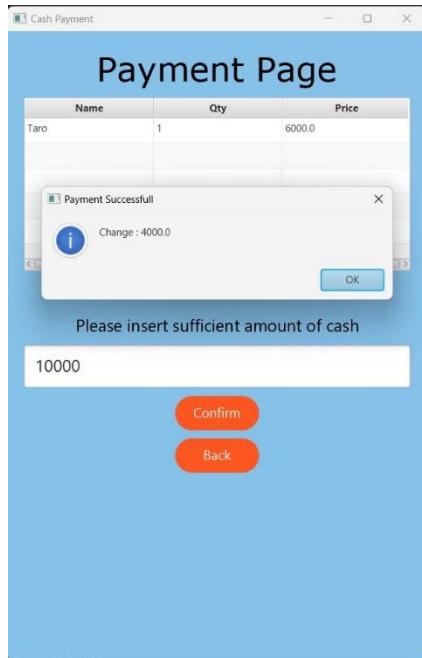 Cash Payment
Payment Page
Name Qty Price
Taro 1 6000.0
Payment Successfull
Change : 4000.0
OK
Please insert sufficient amount of cash
10000
Confirm
Back